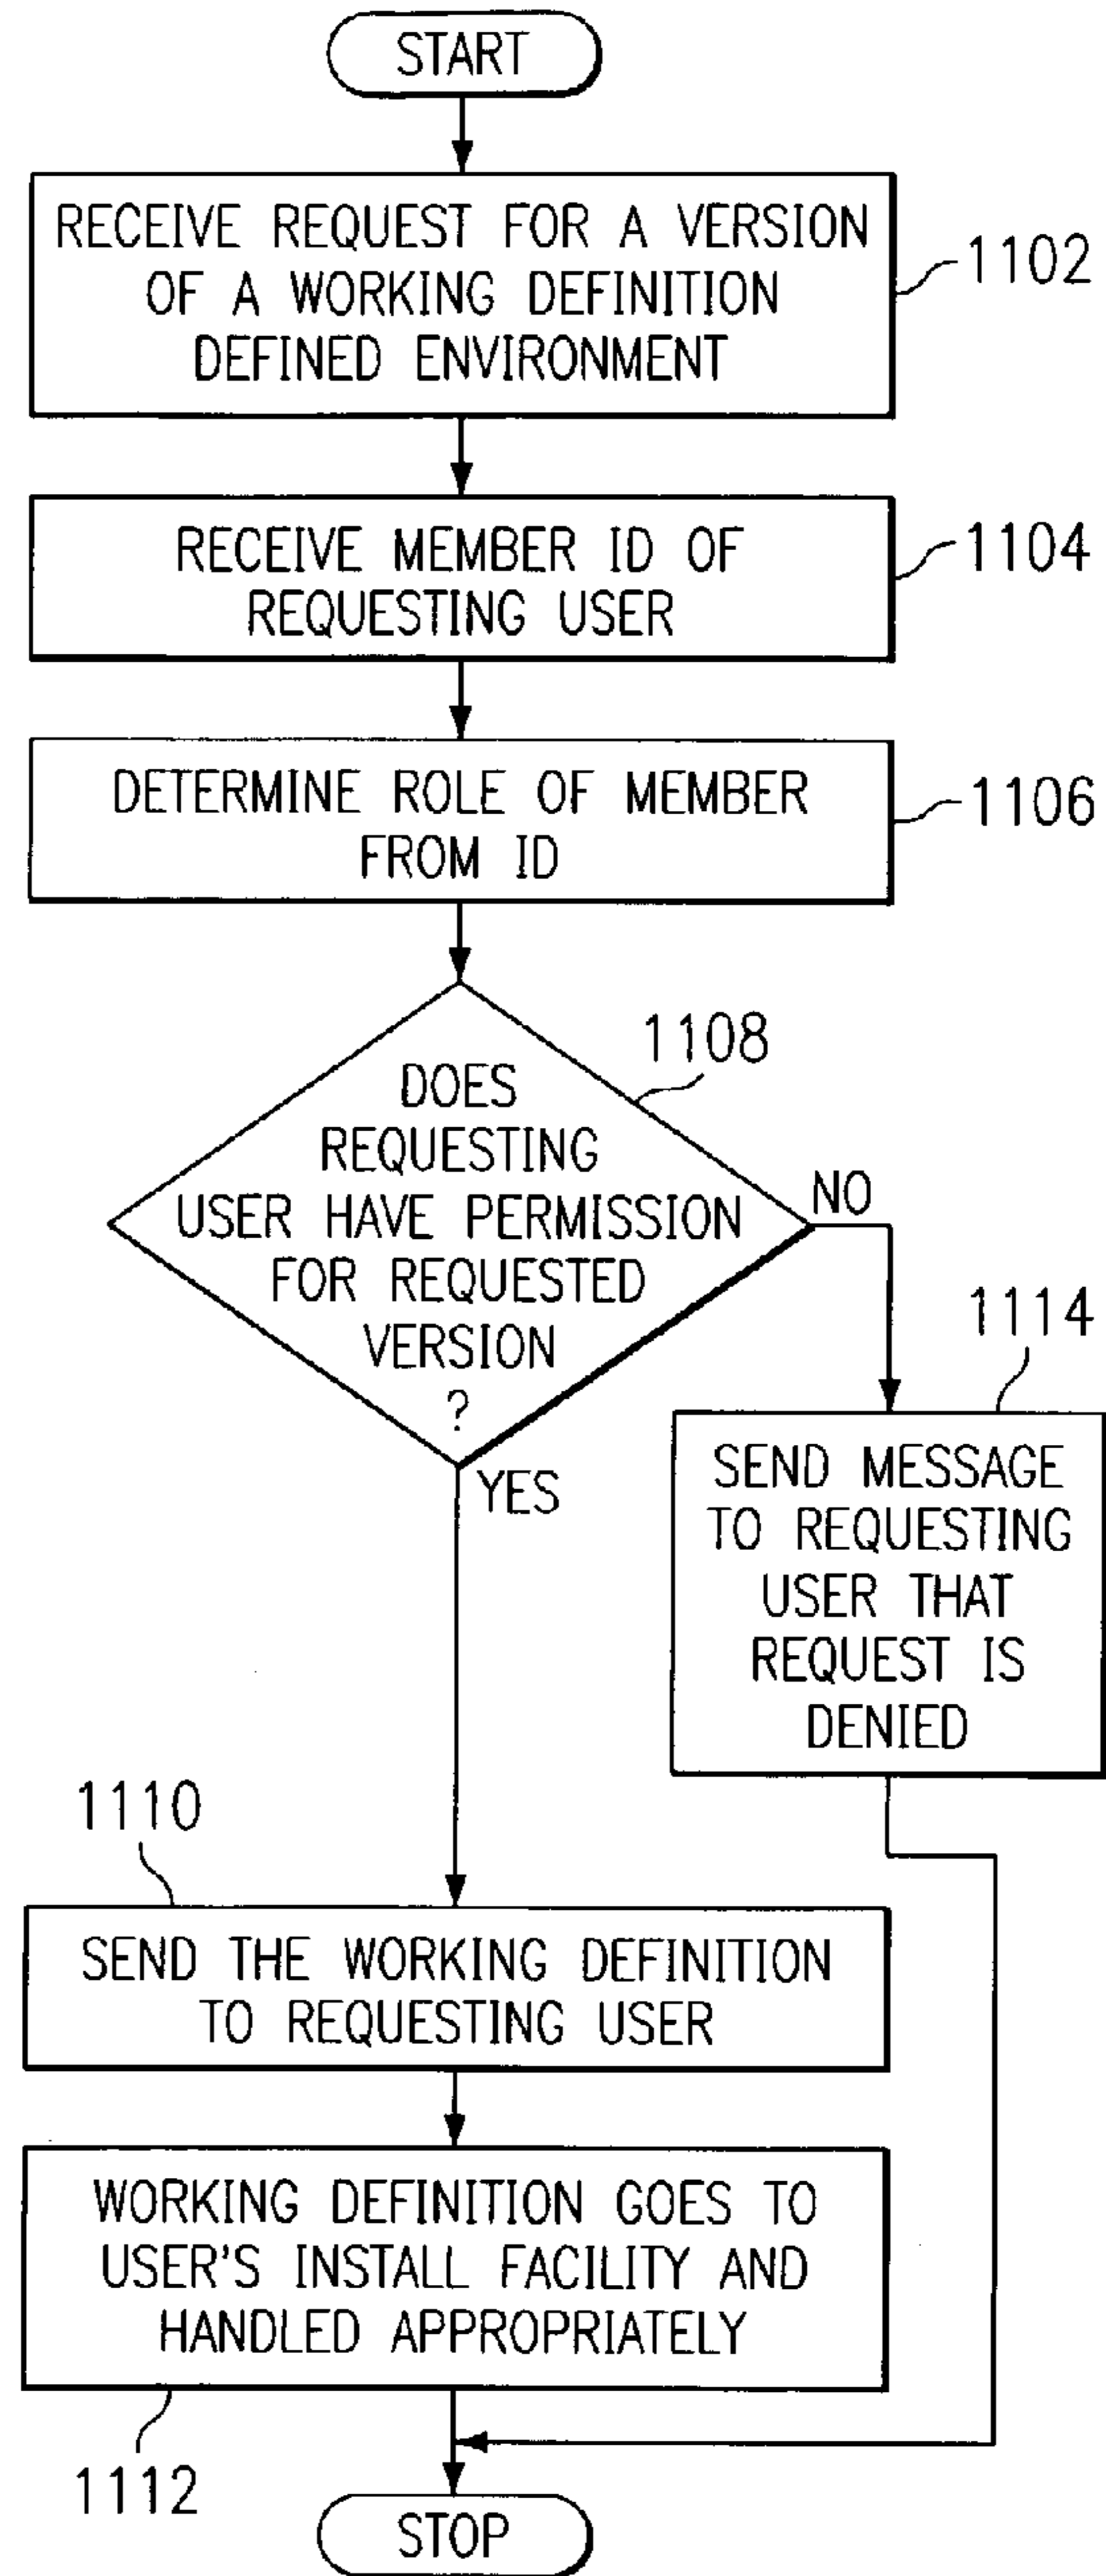 START
RECEIVE REQUEST FOR A VERSION
OF A WORKING DEFINITION
DEFINED ENVIRONMENT
1102
RECEIVE MEMBER ID OF
REQUESTING USER
1104
DETERMINE ROLE OF MEMBER
FROM ID
1106
1108
DOES
REQUESTING
USER HAVE PERMISSION
FOR REQUESTED
VERSION
?
NO
YES
1114
SEND MESSAGE
TO REQUESTING
USER THAT
REQUEST IS
DENIED
1110
SEND THE WORKING DEFINITION
TO REQUESTING USER
WORKING DEFINITION GOES TO
USER'S INSTALL FACILITY AND
HANDLED APPROPRIATELY
1112
STOP